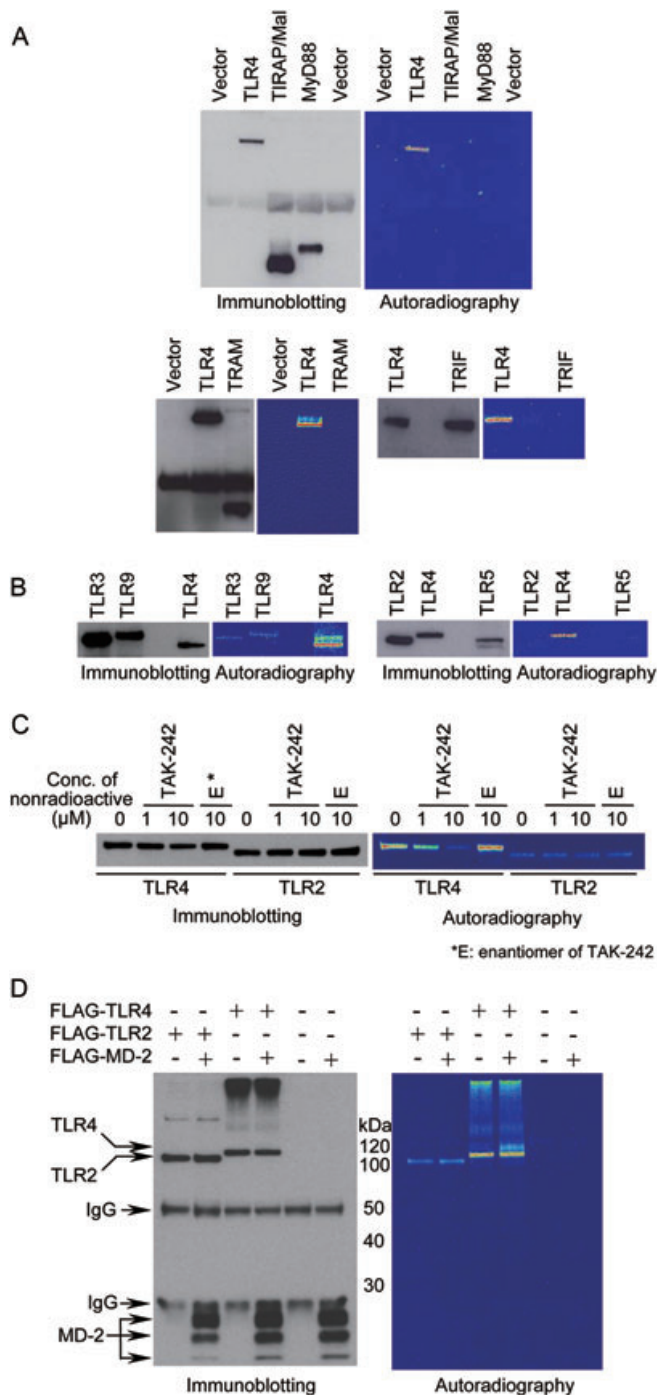 A
Vector TLR4 TIRAP/Mal MyD88 Vector Vector TLR4 TIRAP/Mal MyD88 Vector
Immunoblotting Autoradiography
Vector TLR4 TRAM Vector TLR4 TRAM TLR4 TRIF TLR4 TRIF
B
TLR3 TLR9 TLR4 TLR3 TLR9 TLR4 TLR2 TLR4 TLR5 TLR2 TLR4 TLR5
Immunoblotting Autoradiography Immunoblotting Autoradiography
C
TAK-242 E* TAK-242 E TAK-242 E TAK-242 E
Conc. of
nonradioactive
(μM) 0 1 10 10 0 1 10 10 0 1 10 10 0 1 10 10
TLR4 TLR2 TLR4 TLR2
Immunoblotting Autoradiography
*E: enantiomer of TAK-242
D
FLAG-TLR4 - - + + - - - - + + - -
FLAG-TLR2 + + - - - - + + - - - -
FLAG-MD-2 - + - + - + - + - + - +
TLR4 kDa
120
TLR2 100
IgG 50
40
30
IgG
MD-2
Immunoblotting Autoradiography